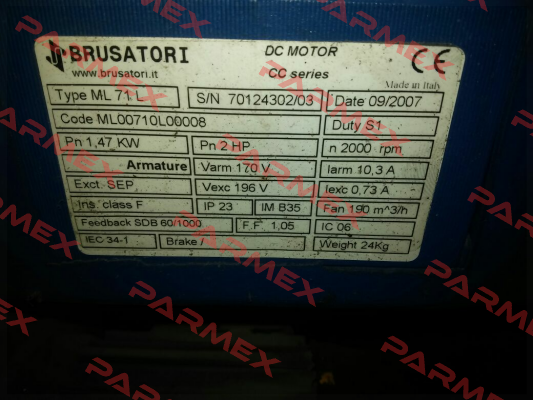 BRUSATORI DC MOTOR CE
www.brusatori.it CC series Made in Italy
Type ML 71 L S/N 70124302/03 Date 09/2007
Code ML00710L00008 Duty S1
Pn 1,47 KW Pn 2 HP n 2000 rpm
Armature Varm 170 V Iarm 10,3 A
Exct. SEP. Vexc 196 V Iexc 0,73 A
Ins. class F IP 23 IM B35 Fan 190 m^3/h
Feedback SDB 60/1000 F.F. 1,05 IC 06
IEC 34-1 Brake / Weight 24Kg
PARMEX
PARMEX
PARMEX
PARMEX
PARMEX
PARMEX
PARMEX
PARMEX
PARMEX